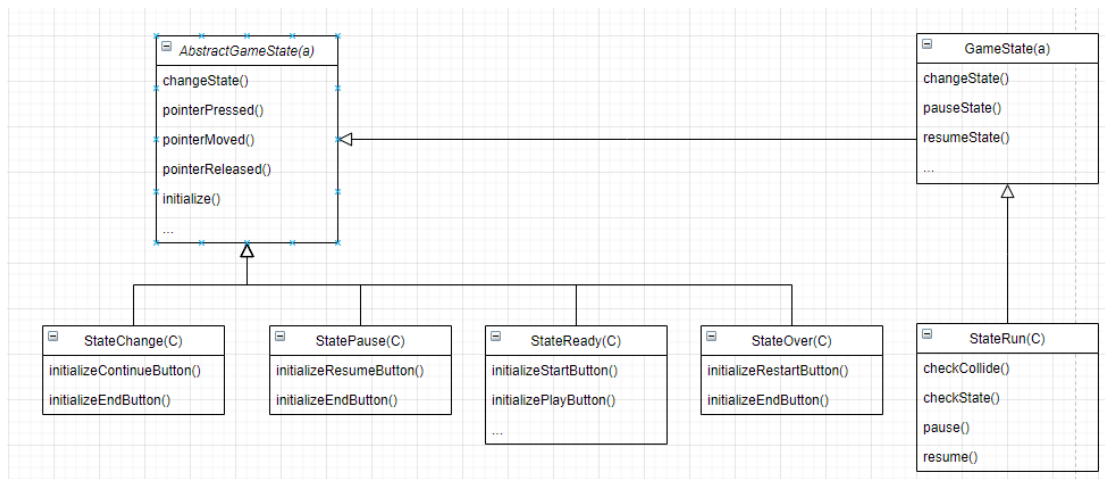 AbstractGameState(a)
changeState()
pointerPressed()
pointerMoved()
pointerReleased()
initialize()
...
GameState(a)
changeState()
pauseState()
resumeState()
...
StateChange(C)
initializeContinueButton()
initializeEndButton()
StatePause(C)
initializeResumeButton()
initializeEndButton()
StateReady(C)
initializeStartButton()
initializePlayButton()
...
StateOver(C)
initializeRestartButton()
initializeEndButton()
StateRun(C)
checkCollide()
checkState()
pause()
resume()